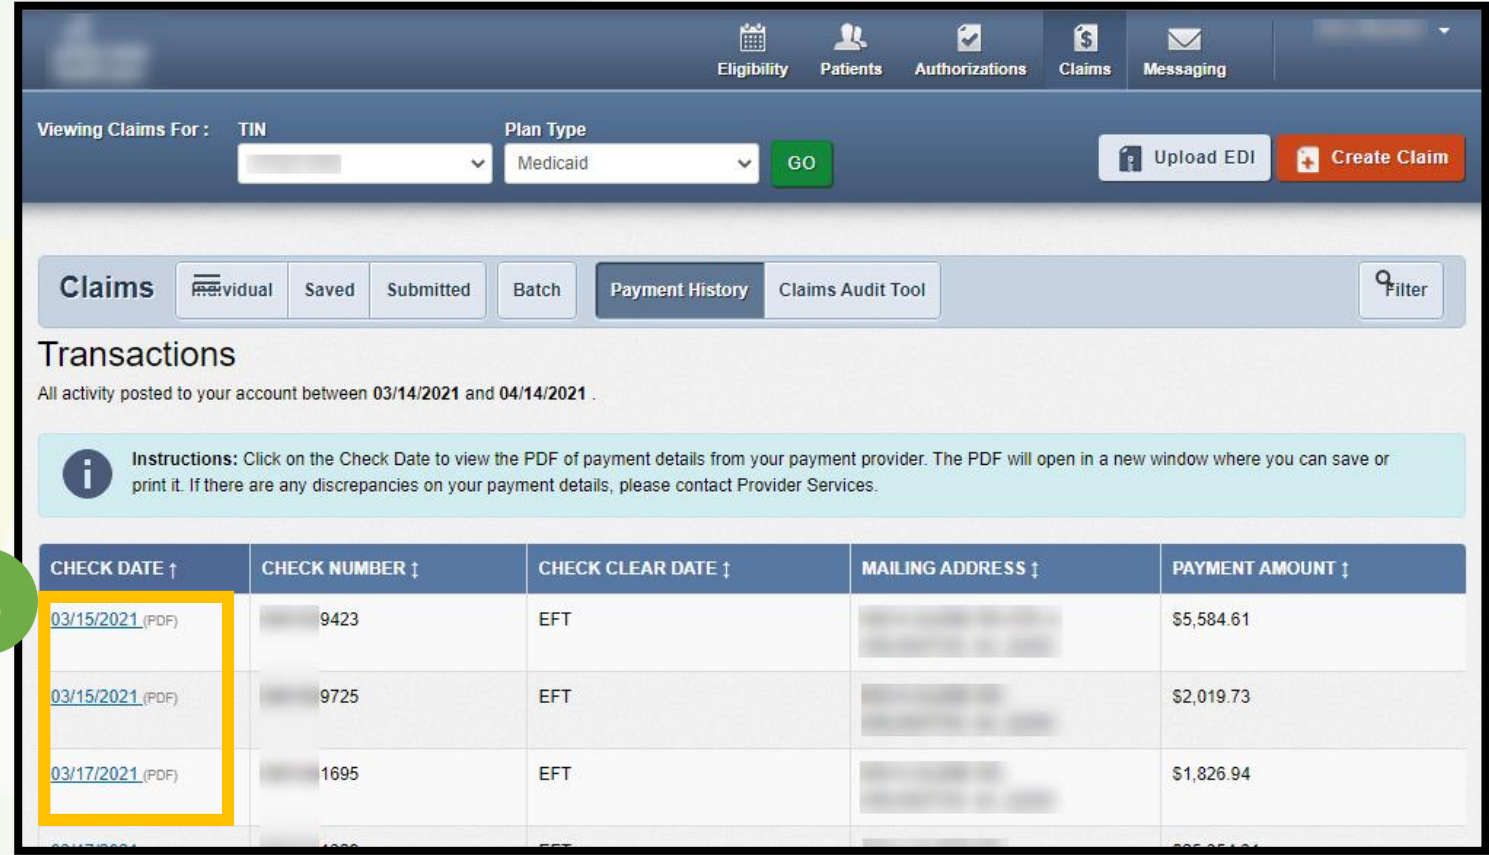 Eligibility Patients Authorizations Claims Messaging
Viewing Claims For : TIN Plan Type
Medicaid GO Upload EDI Create Claim
Claims Individual Saved Submitted Batch Payment History Claims Audit Tool Filter
Transactions
All activity posted to your account between 03/14/2021 and 04/14/2021 .
Instructions: Click on the Check Date to view the PDF of payment details from your payment provider. The PDF will open in a new window where you can save or
print it. If there are any discrepancies on your payment details, please contact Provider Services.
CHECK DATE ↑ CHECK NUMBER ↕ CHECK CLEAR DATE ↕ MAILING ADDRESS ↕ PAYMENT AMOUNT ↕
03/15/2021 (PDF) 9423 EFT $5,584.61
03/15/2021 (PDF) 9725 EFT $2,019.73
03/17/2021 (PDF) 1695 EFT $1,826.94